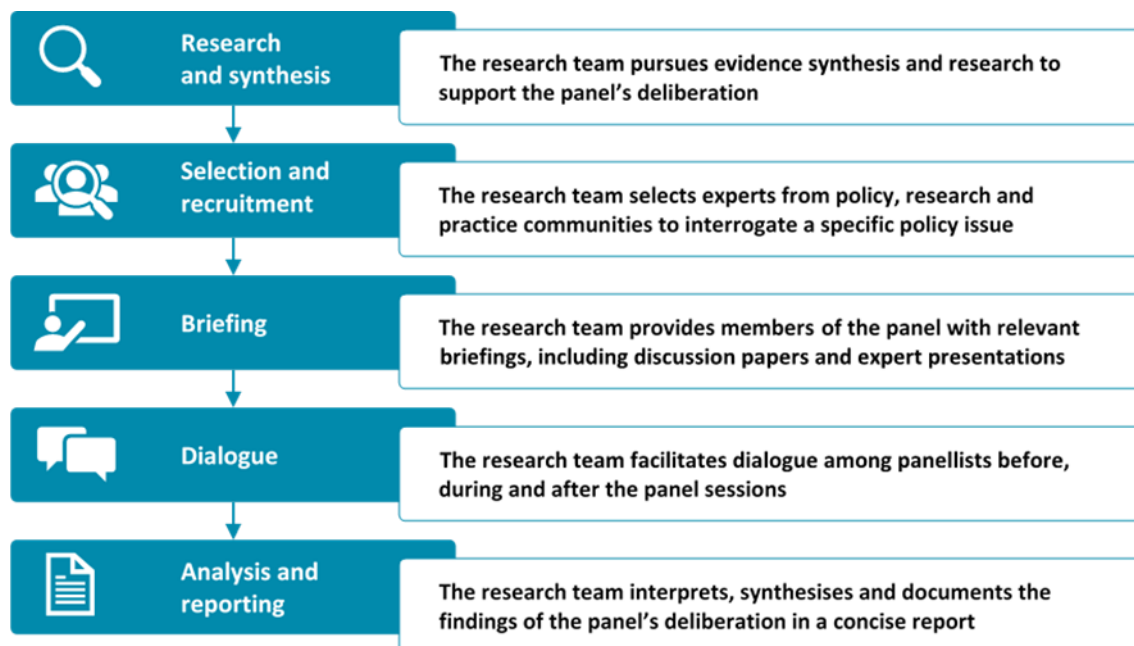 Research
and synthesis
The research team pursues evidence synthesis and research to
support the panel's deliberation
Selection and
recruitment
The research team selects experts from policy, research and
practice communities to interrogate a specific policy issue
Briefing
The research team provides members of the panel with relevant
briefings, including discussion papers and expert presentations
Dialogue
The research team facilitates dialogue among panellists before,
during and after the panel sessions
Analysis and
reporting
The research team interprets, synthesises and documents the
findings of the panel's deliberation in a concise report